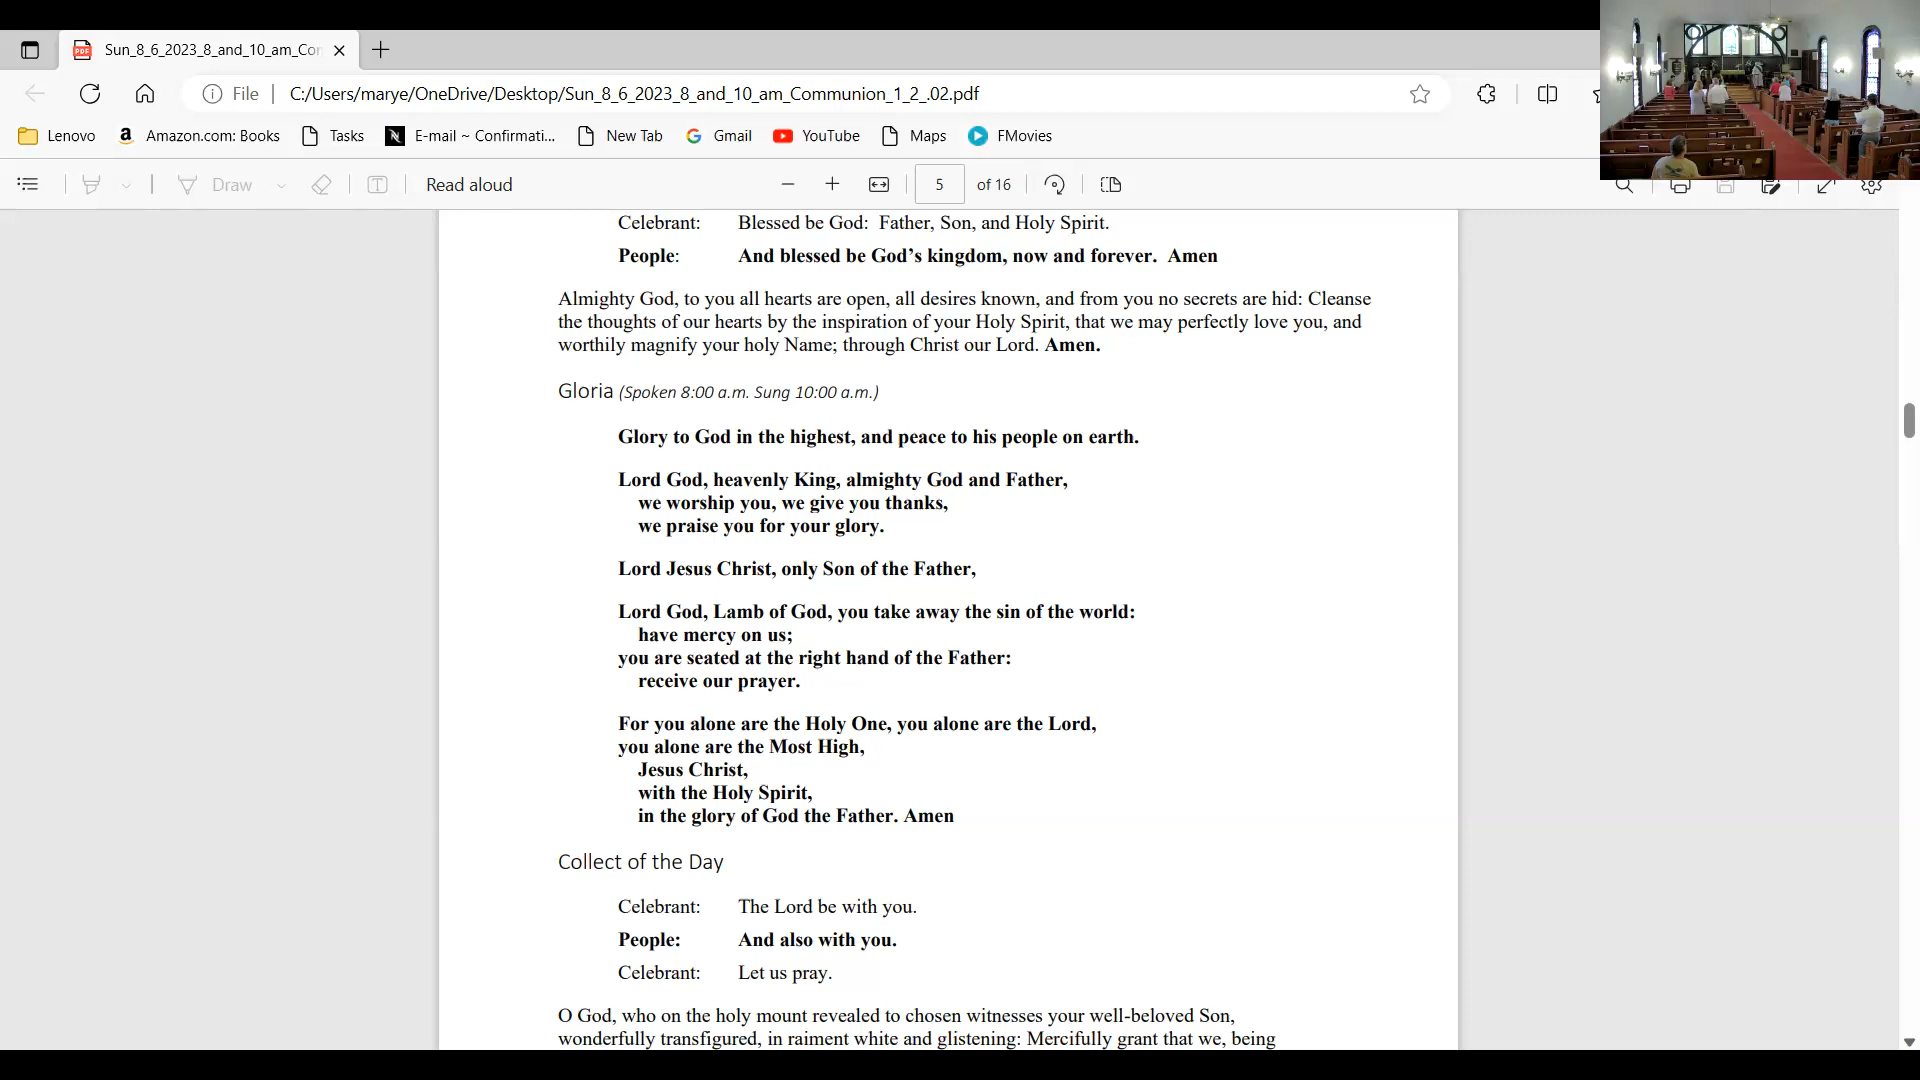 Sun_8_6_2023_8_and_10_am_Co
File
C:/Users/marye/OneDrive/Desktop/Sun_8_6_2023_8_and_10_am_Communion_1_2_.02.pdf
Lenovo
Amazon.com: Books
Tasks
E-mail ~ Confirmati...
New Tab
Gmail
YouTube
Maps
FMovies
Draw
Read aloud
5 of 16
Celebrant: Blessed be God: Father, Son, and Holy Spirit.
People: And blessed be God’s kingdom, now and forever. Amen
Almighty God, to you all hearts are open, all desires known, and from you no secrets are hid: Cleanse
the thoughts of our hearts by the inspiration of your Holy Spirit, that we may perfectly love you, and
worthily magnify your holy Name; through Christ our Lord. Amen.
Gloria (Spoken 8:00 a.m. Sung 10:00 a.m.)
Glory to God in the highest, and peace to his people on earth.
Lord God, heavenly King, almighty God and Father,
we worship you, we give you thanks,
we praise you for your glory.
Lord Jesus Christ, only Son of the Father,
Lord God, Lamb of God, you take away the sin of the world:
have mercy on us;
you are seated at the right hand of the Father:
receive our prayer.
For you alone are the Holy One, you alone are the Lord,
you alone are the Most High,
Jesus Christ,
with the Holy Spirit,
in the glory of God the Father. Amen
Collect of the Day
Celebrant: The Lord be with you.
People: And also with you.
Celebrant: Let us pray.
O God, who on the holy mount revealed to chosen witnesses your well-beloved Son,
wonderfully transfigured, in raiment white and glistening: Mercifully grant that we, being